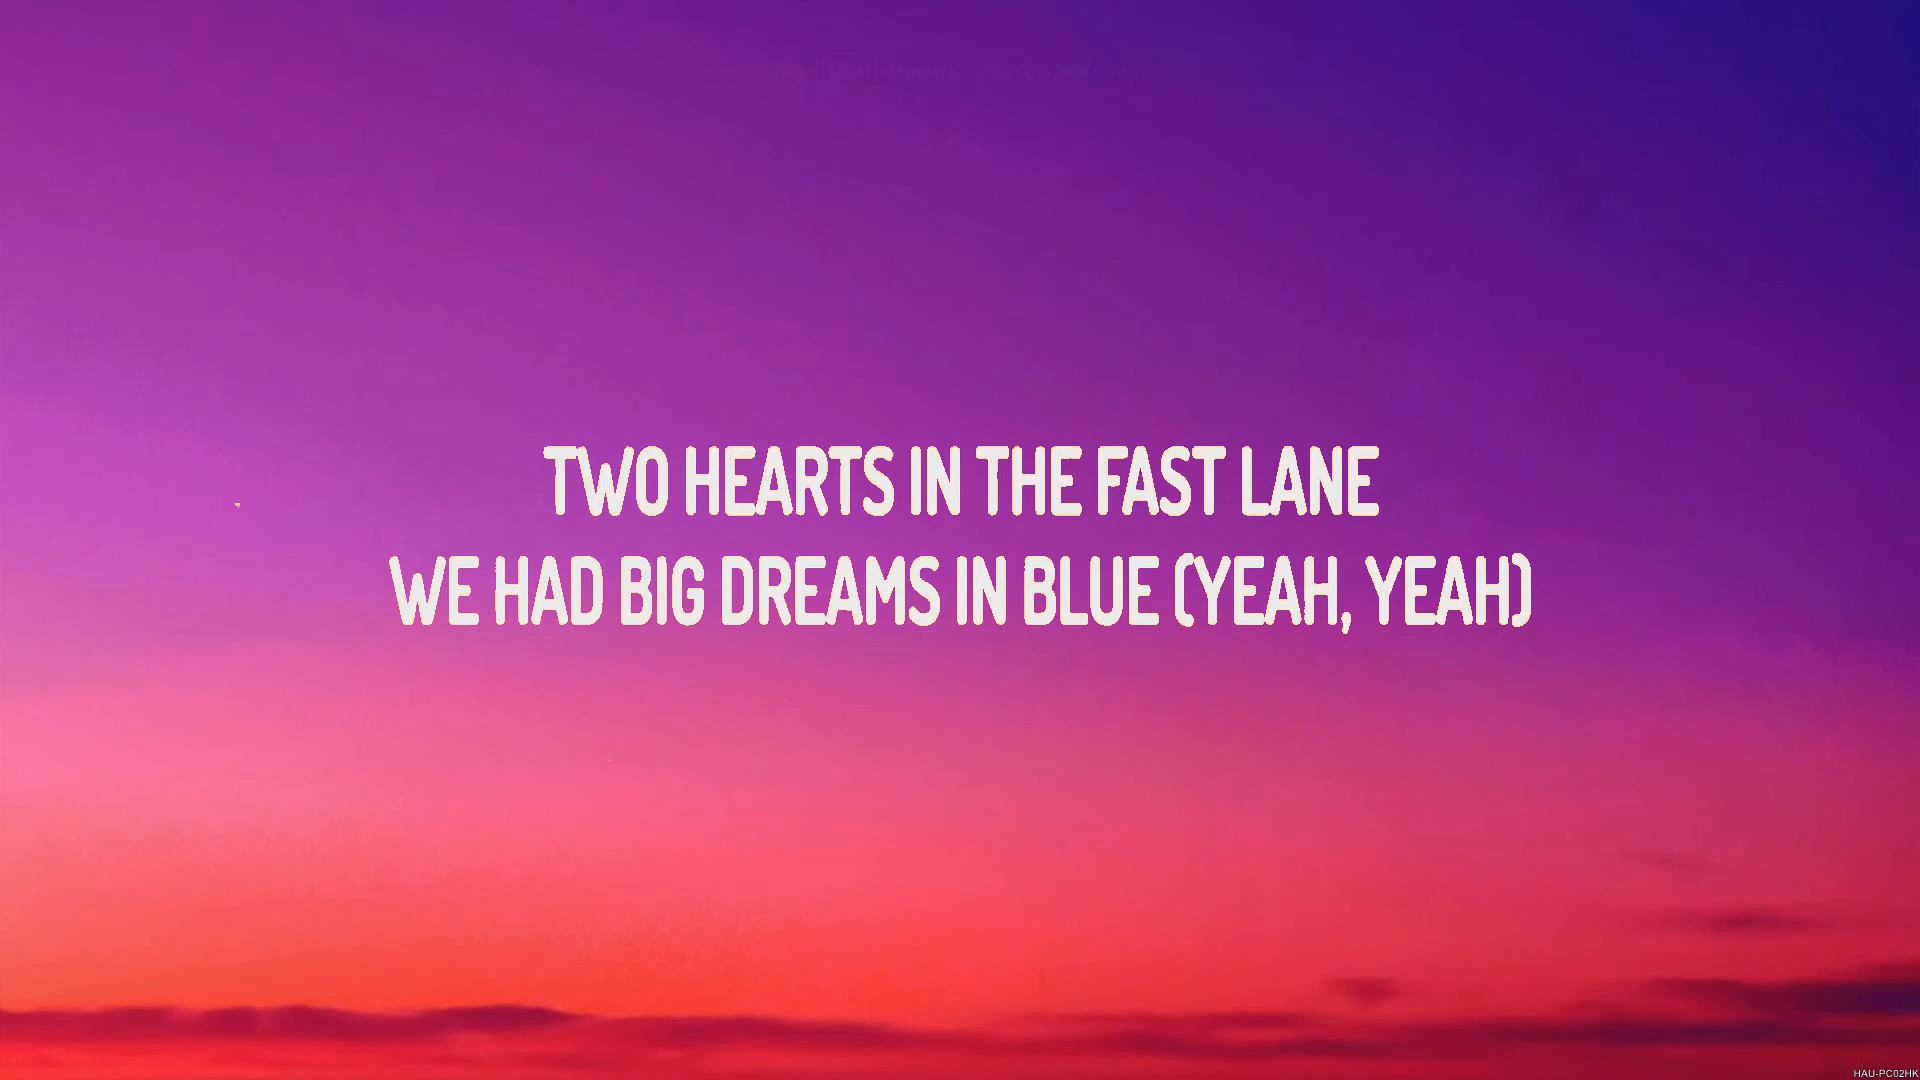 TWO HEARTS IN THE FAST LANE
WE HAD BIG DREAMS IN BLUE (YEAH, YEAH)
HAU-PC02HK